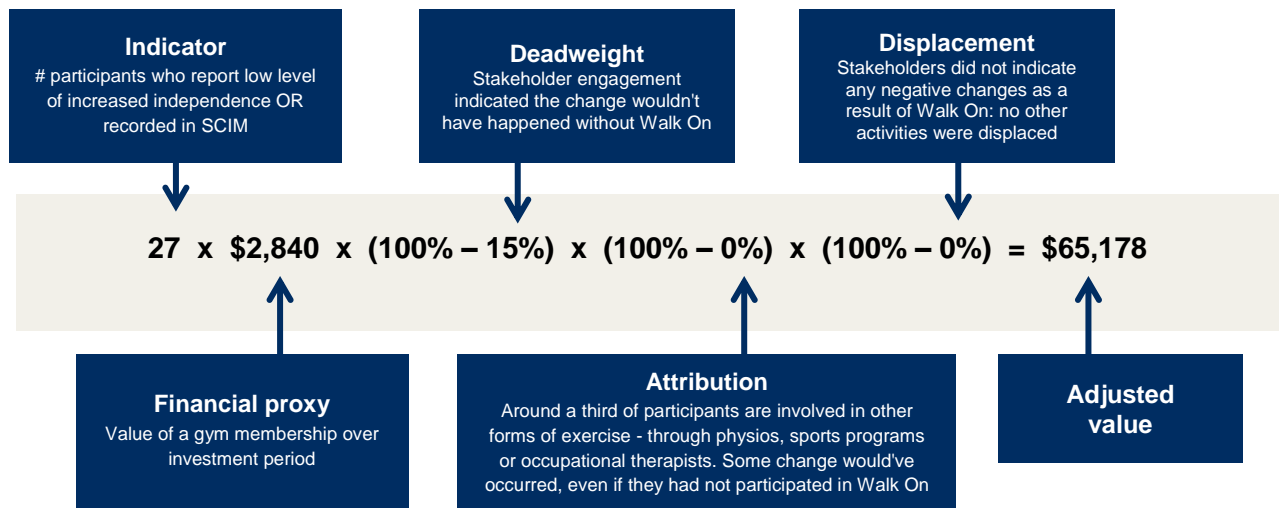 Indicator
# participants who report low level
of increased independence OR
recorded in SCIM
Deadweight
Stakeholder engagement
indicated the change wouldn't
have happened without Walk On
Displacement
Stakeholders did not indicate
any negative changes as a
result of Walk On: no other
activities were displaced
27 x $2,840 x (100% – 15%) x (100% – 0%) x (100% – 0%) = $65,178
Financial proxy
Value of a gym membership over
investment period
Attribution
Around a third of participants are involved in other
forms of exercise - through physios, sports programs
or occupational therapists. Some change would've
occurred, even if they had not participated in Walk On
Adjusted
value